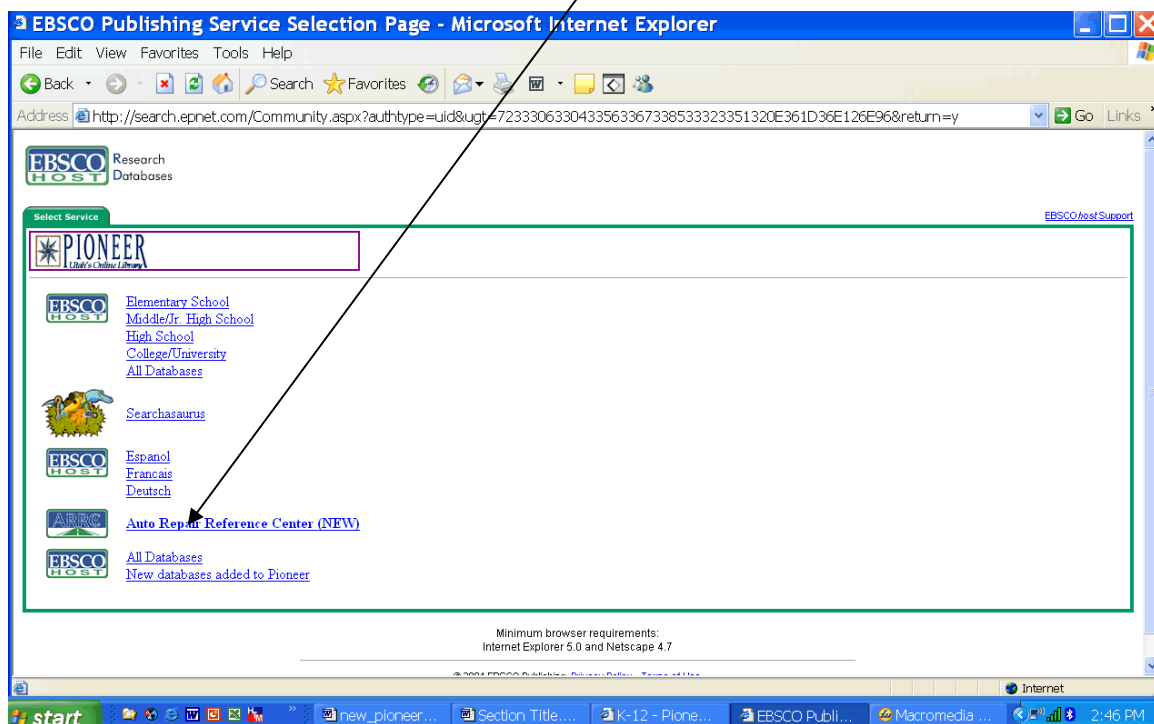 EBSCO Publishing Service Selection Page - Microsoft Internet Explorer
File Edit View Favorites Tools Help
Back Search Favorites
Address http://search.epnet.com/Community.aspx?authtype=uid&ugt=723330633043356336733853332335132​0E361D36E126E96&return=y Go Links
EBSCO HOST Research Databases
Select Service EBSCOhost Support
PIONEER
Utah's Online Library
EBSCO HOST
Elementary School
Middle/Jr. High School
High School
College/University
All Databases
Searchasaurus
EBSCO HOST
Espanol
Francais
Deutsch
ARRC
Auto Repair Reference Center (NEW)
EBSCO HOST
All Databases
New databases added to Pioneer
Minimum browser requirements:
Internet Explorer 5.0 and Netscape 4.7
Internet
start new_pioneer... Section Title.... K-12 - Pione... EBSCO Publi... Macromedia ... 2:46 PM